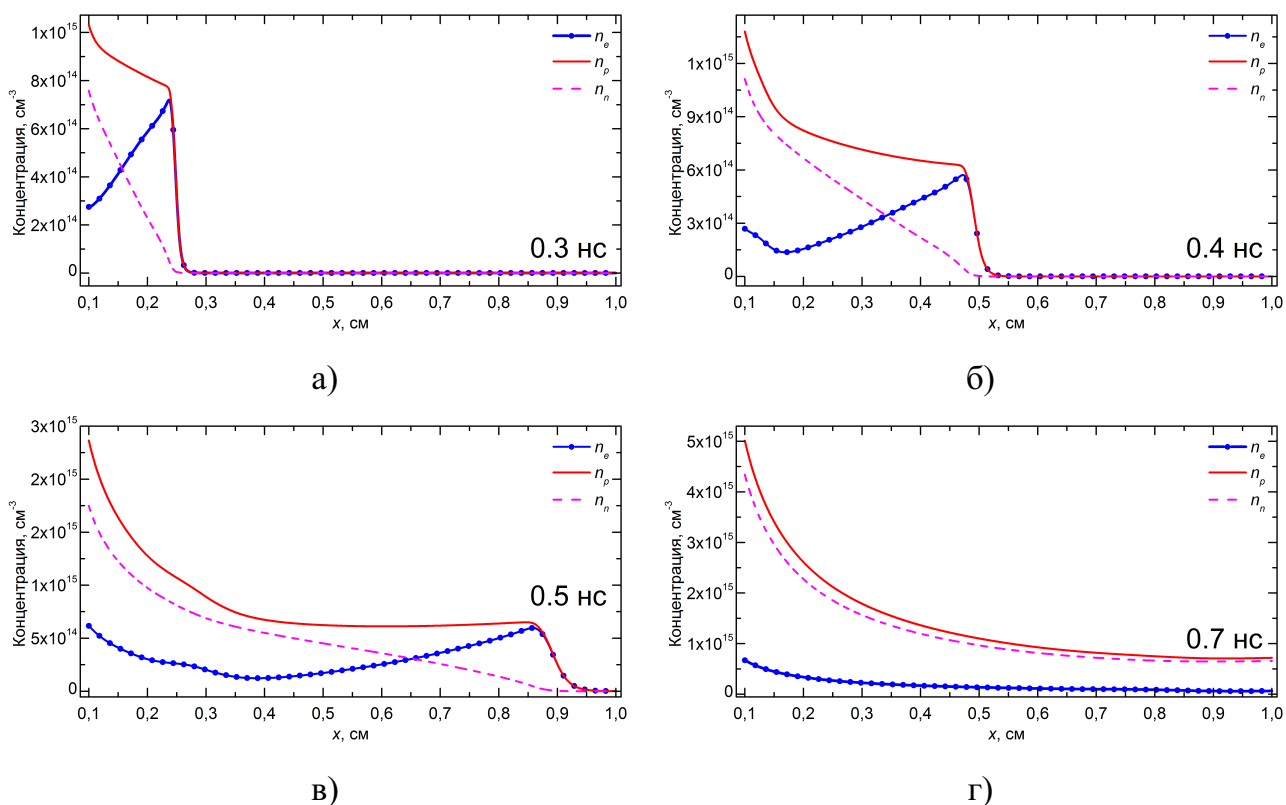 1x10^15
8x10^14
6x10^14
4x10^14
2x10^14
0
Концентрация, см^-3
n_e
n_p
n_n
0.3 нс
0,1 0,2 0,3 0,4 0,5 0,6 0,7 0,8 0,9 1,0
x, см
а)
1x10^15
9x10^14
6x10^14
3x10^14
0
Концентрация, см^-3
n_e
n_p
n_n
0.4 нс
0,1 0,2 0,3 0,4 0,5 0,6 0,7 0,8 0,9 1,0
x, см
б)
3x10^15
2x10^15
2x10^15
1x10^15
5x10^14
0
Концентрация, см^-3
n_e
n_p
n_n
0.5 нс
0,1 0,2 0,3 0,4 0,5 0,6 0,7 0,8 0,9 1,0
x, см
в)
5x10^15
4x10^15
3x10^15
2x10^15
1x10^15
0
Концентрация, см^-3
n_e
n_p
n_n
0.7 нс
0,1 0,2 0,3 0,4 0,5 0,6 0,7 0,8 0,9 1,0
x, см
г)